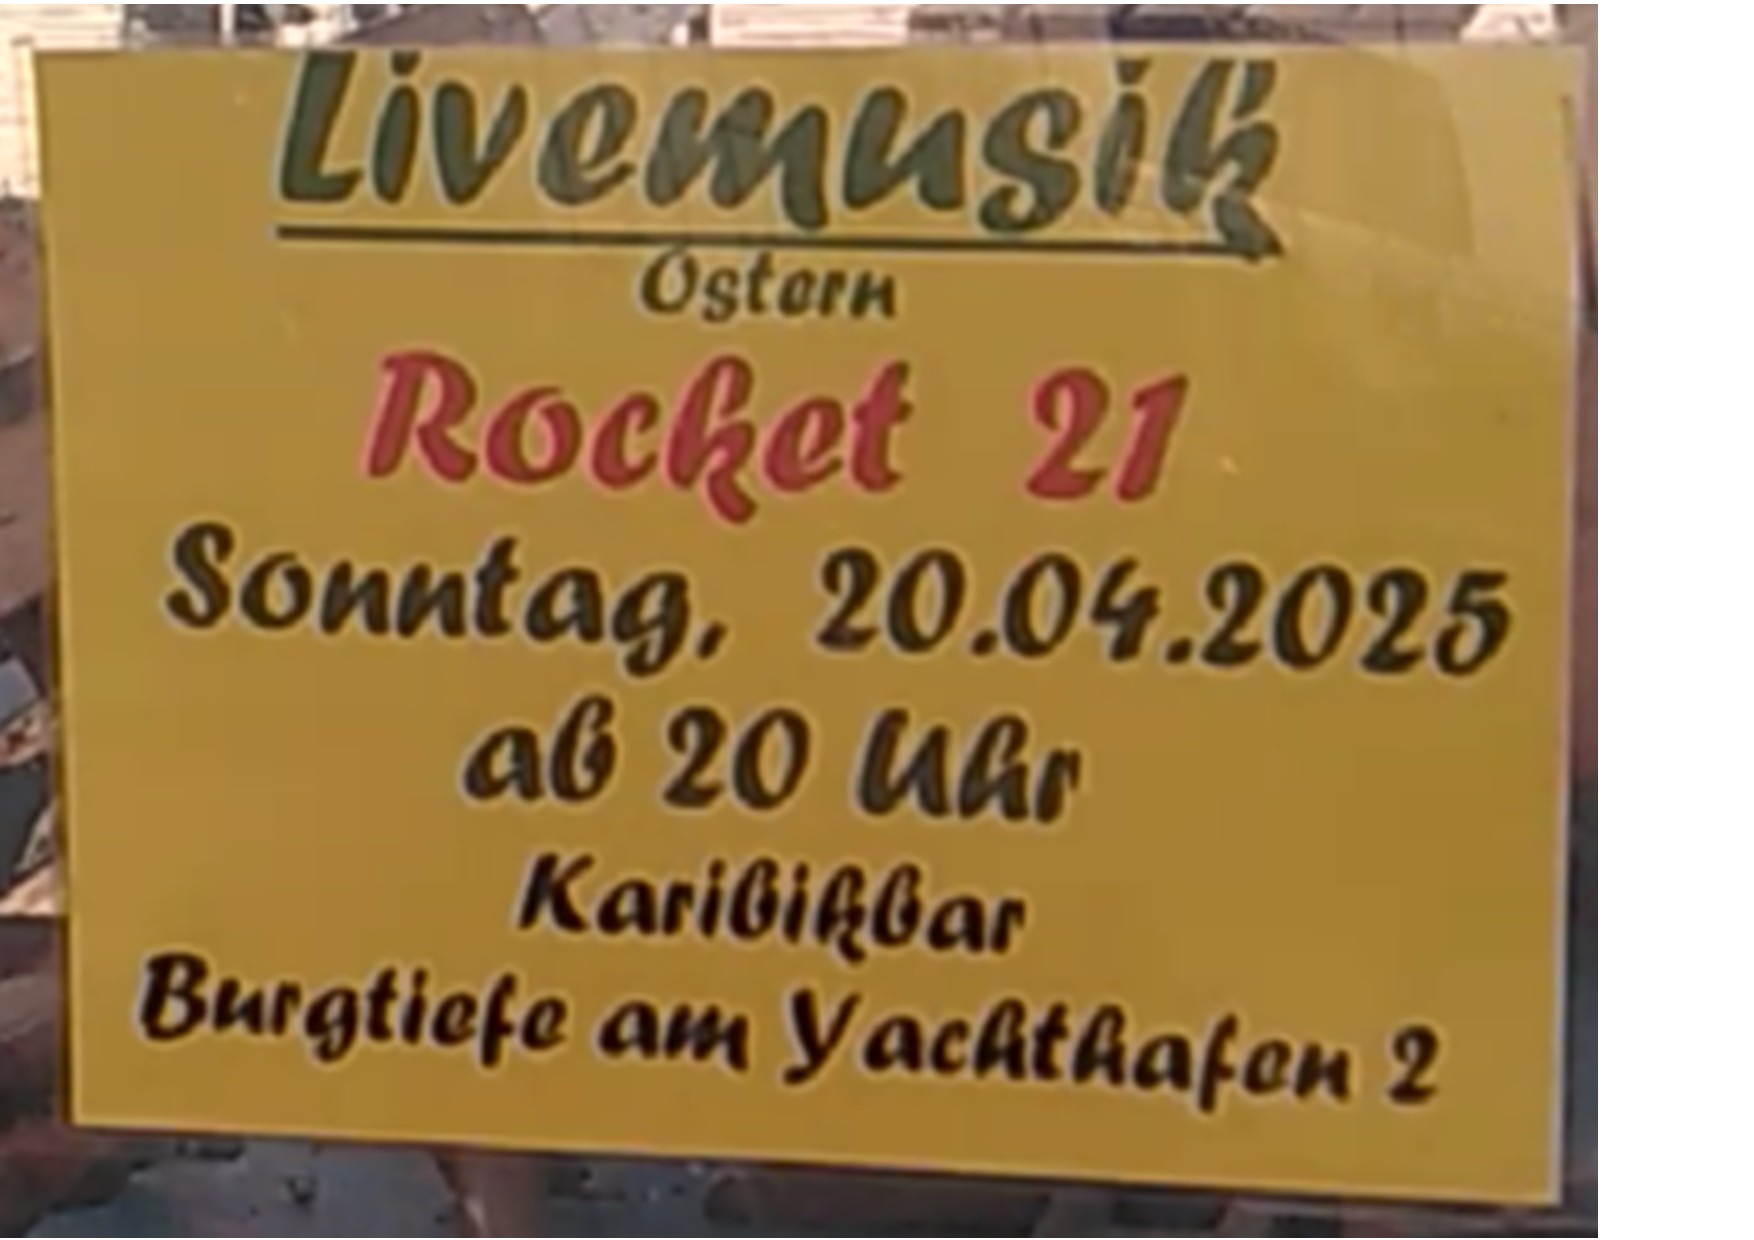 Livemusik
Ostern
Rocket 21
Sonntag, 20.04.2025
ab 20 Uhr
Karibikbar
Burgtiefe am Yachthafen 2